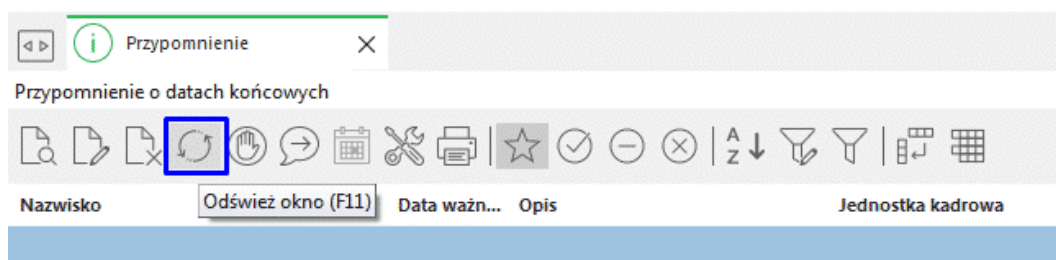 Przypomnienie
Przypomnienie o datach końcowych
A
Z
Odśwież okno (F11)
Nazwisko Data ważn... Opis Jednostka kadrowa